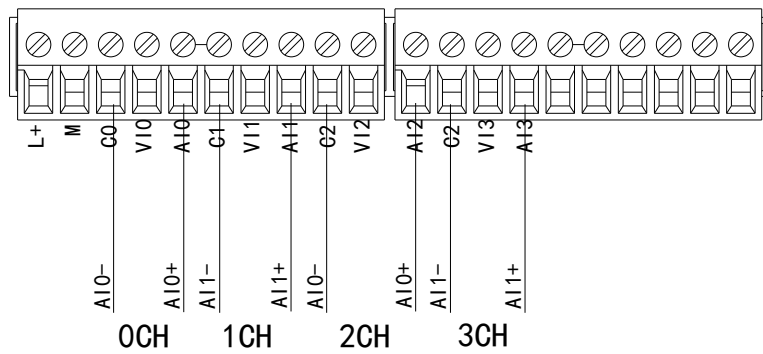 L+ M C0 VI0 AI0 C1 VI1 AI1 C2 VI2 AI2 C2 VI3 AI3
AI0- AI0+ AI1- AI1+ AI0- AI0+ AI1- AI1+
0CH 1CH 2CH 3CH